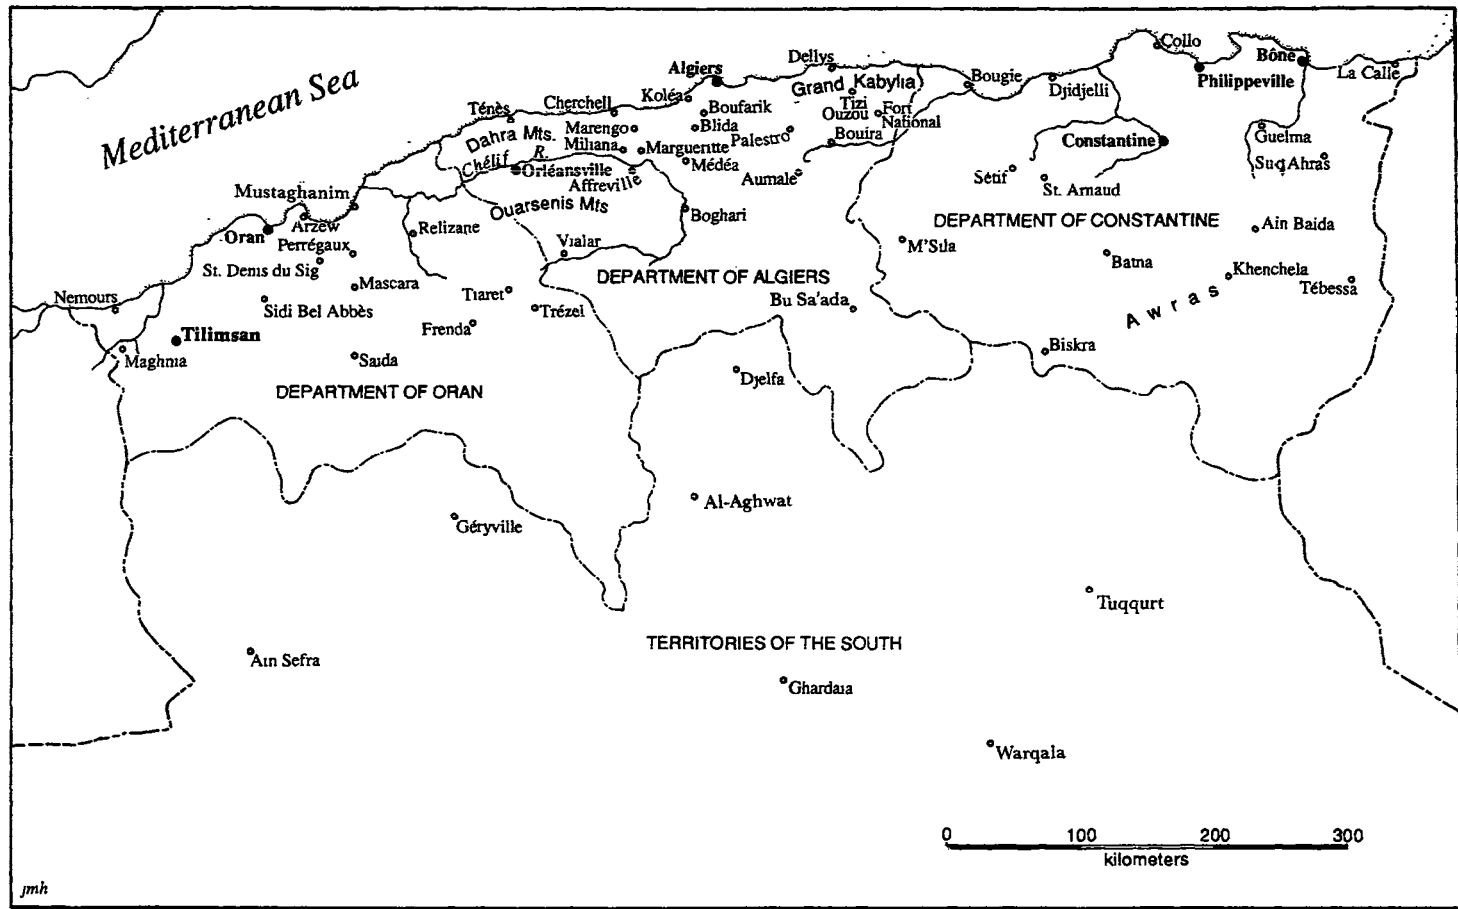 Mediterranean Sea
Collo
Dellys
Bône
Algiers
Bougie
La Calle
Philippeville
Grand Kabylia
Djidjelli
Koléa
Cherchell
Ténès
Boufarik
Tizi
Ouzou
Fort
National
Marengo
Blida
Dahra Mts.
Palestro
Bouira
Constantine
Guelma
Miliana
Margueritte
Chélif R.
Médéa
Suq Ahras
Orléansville
Affreville
Aumale
Sétif
St. Arnaud
Mustaghanim
Ouarsenis Mts
Boghari
DEPARTMENT OF CONSTANTINE
Arzew
Relizane
Ain Baida
Oran
Perrégaux
Vialar
M'Sila
Batna
St. Denis du Sig
DEPARTMENT OF ALGIERS
Khenchela
Mascara
Tébessa
Nemours
Tiaret
Bu Sa'ada
Awras
Sidi Bel Abbès
Trézel
Frenda
Tilimsan
Biskra
Maghnia
Saida
Djelfa
DEPARTMENT OF ORAN
Al-Aghwat
Géryville
Tuqqurt
TERRITORIES OF THE SOUTH
Ain Sefra
Ghardaia
Warqala
0 100 200 300
kilometers
jmh